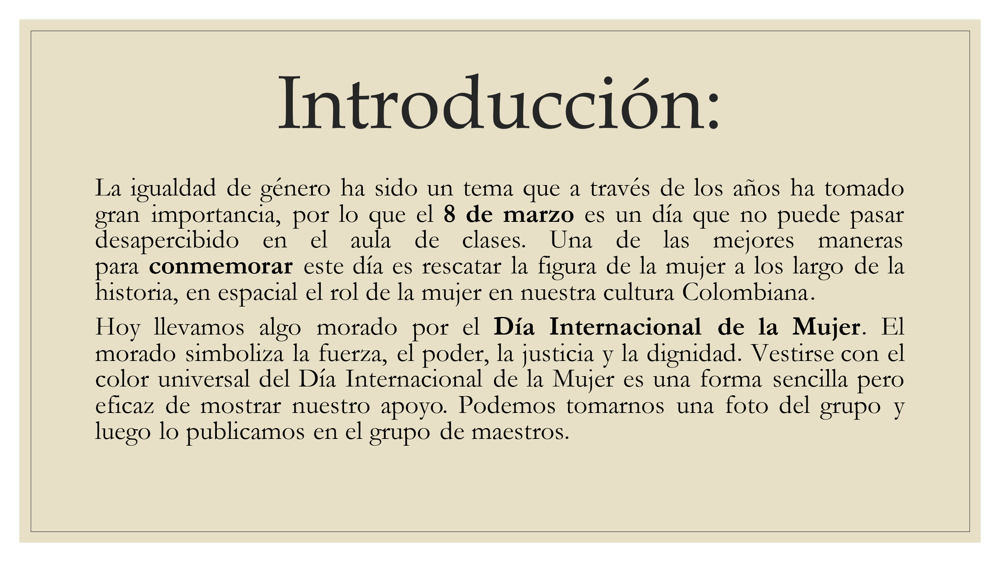 Introducción:
La igualdad de género ha sido un tema que a través de los años ha tomado
gran importancia, por lo que el 8 de marzo es un día que no puede pasar
desapercibido en el aula de clases. Una de las mejores maneras
para conmemorar este día es rescatar la figura de la mujer a los largo de la
historia, en espacial el rol de la mujer en nuestra cultura Colombiana.
Hoy llevamos algo morado por el Día Internacional de la Mujer. El
morado simboliza la fuerza, el poder, la justicia y la dignidad. Vestirse con el
color universal del Día Internacional de la Mujer es una forma sencilla pero
eficaz de mostrar nuestro apoyo. Podemos tomarnos una foto del grupo y
luego lo publicamos en el grupo de maestros.